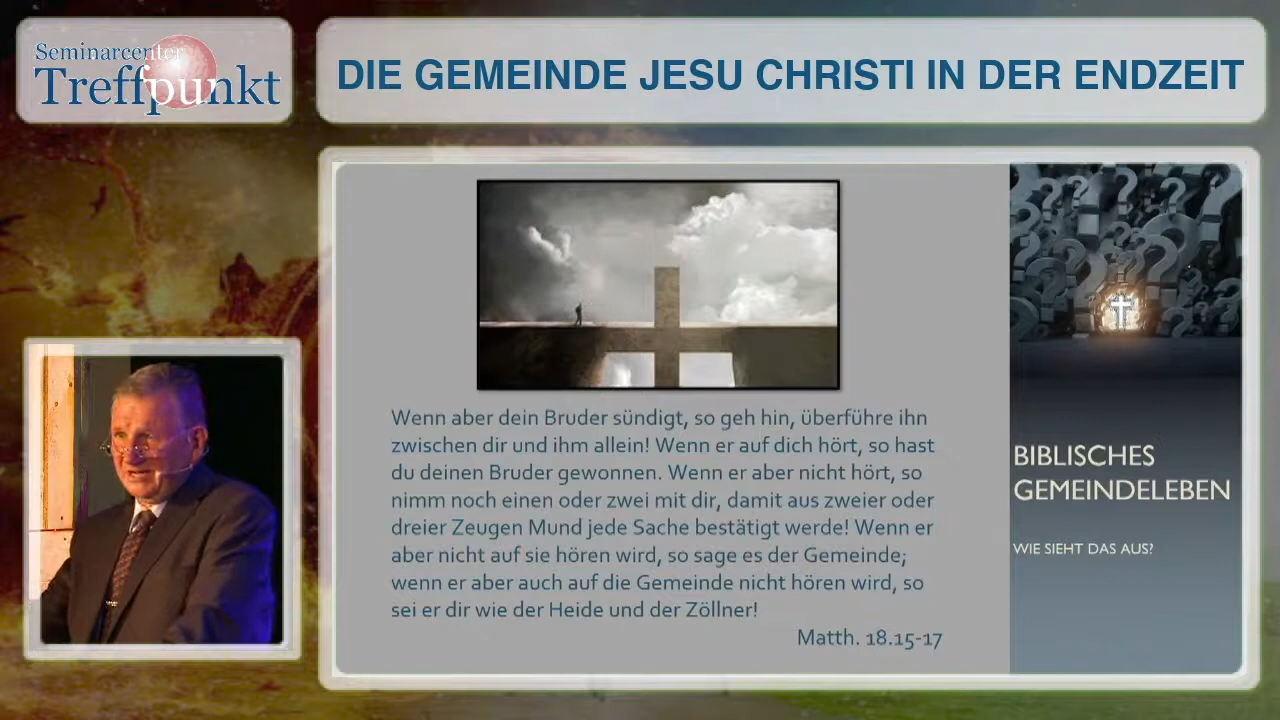 Seminarcenter
Treffpunkt
DIE GEMEINDE JESU CHRISTI IN DER ENDZEIT
Wenn aber dein Bruder sündigt, so geh hin, überführe ihn
zwischen dir und ihm allein! Wenn er auf dich hört, so hast
du deinen Bruder gewonnen. Wenn er aber nicht hört, so
nimm noch einen oder zwei mit dir, damit aus zweier oder
dreier Zeugen Mund jede Sache bestätigt werde! Wenn er
aber nicht auf sie hören wird, so sage es der Gemeinde;
wenn er aber auch auf die Gemeinde nicht hören wird, so
sei er dir wie der Heide und der Zöllner!
Matth. 18.15-17
BIBLISCHES
GEMEINDELEBEN
WIE SIEHT DAS AUS?